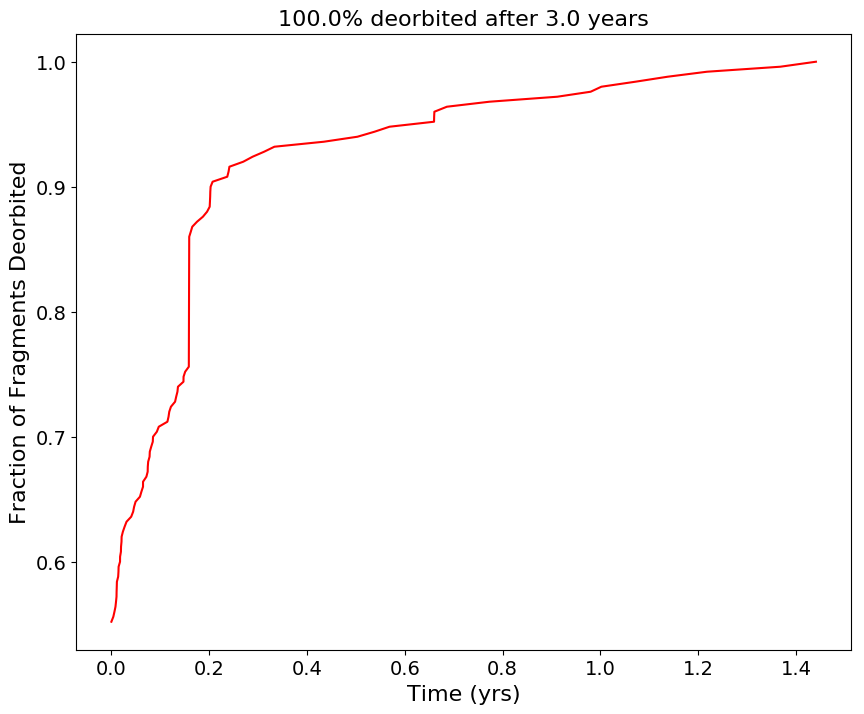 100.0% deorbited after 3.0 years
Fraction of Fragments Deorbited
1.0
0.9
0.8
0.7
0.6
0.0 0.2 0.4 0.6 0.8 1.0 1.2 1.4
Time (yrs)